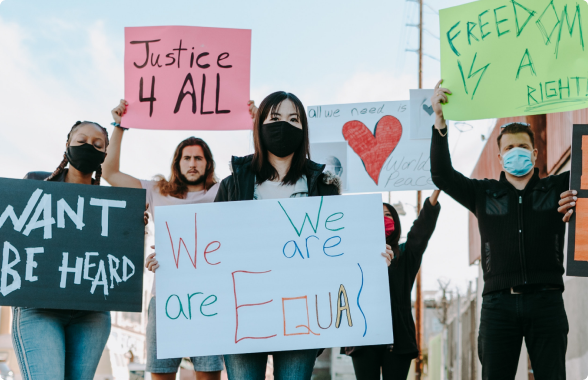 Justice
4 ALL
FREEDOM
IS A
RIGHT!
all we need is
World
Peace
WANT
BE HEARD
We We
are are
EQUAL